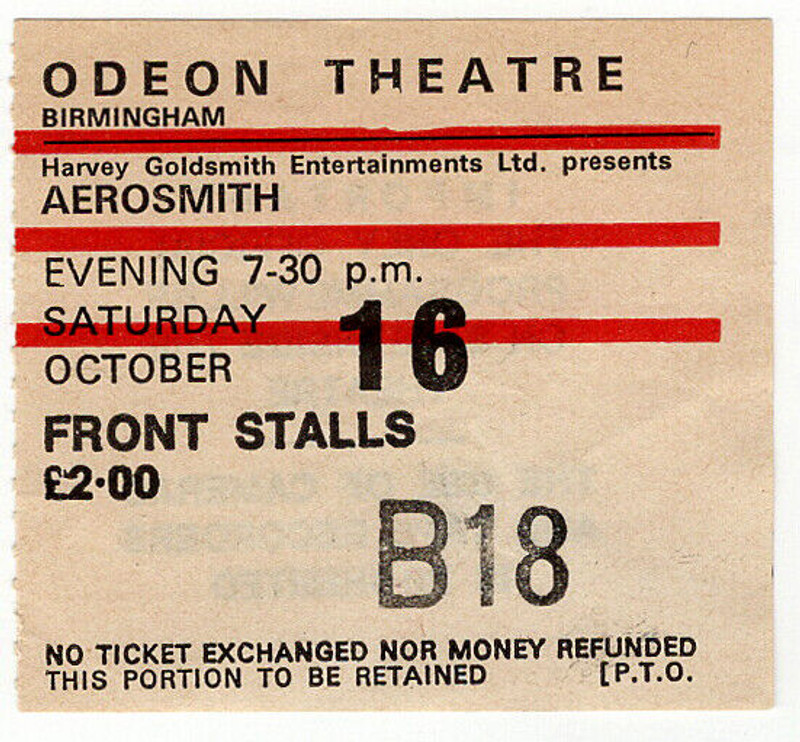 ODEON THEATRE
BIRMINGHAM
Harvey Goldsmith Entertainments Ltd. presents
AEROSMITH
EVENING 7-30 p.m.
SATURDAY
OCTOBER 16
FRONT STALLS
£2·00
B18
NO TICKET EXCHANGED NOR MONEY REFUNDED
THIS PORTION TO BE RETAINED [P.T.O.